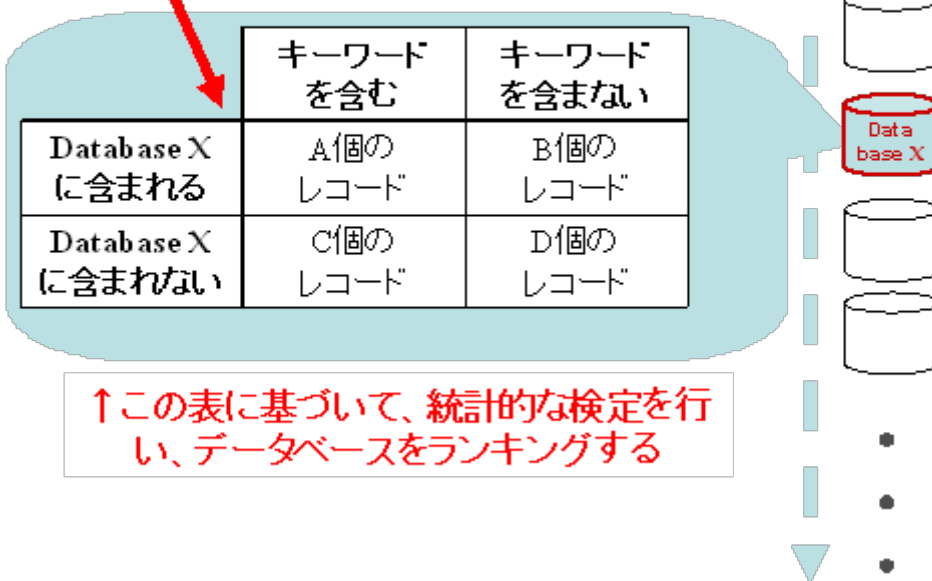 キーワード
を含む
キーワード
を含まない
Database X
に含まれる
A個の
レコード
B個の
レコード
Database X
に含まれない
C個の
レコード
D個の
レコード
Data
base X
↑この表に基づいて、統計的な検定を行
い、データベースをランキングする